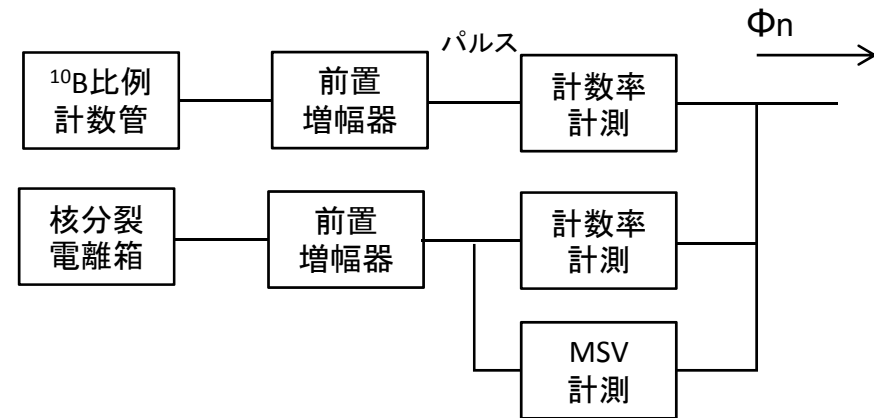 パルス
Φn
¹⁰B比例
計数管
前置
増幅器
計数率
計測
核分裂
電離箱
前置
増幅器
計数率
計測
MSV
計測